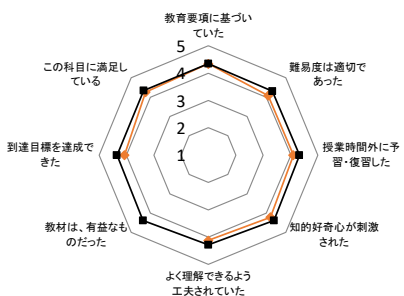 教育要項に基づい
ていた
難易度は適切で
あった
授業時間外に予
習・復習した
知的好奇心が刺激
された
よく理解できるよう
工夫されていた
教材は、有益なも
のだった
到達目標を達成で
きた
この科目に満足し
ている
5
4
3
2
1